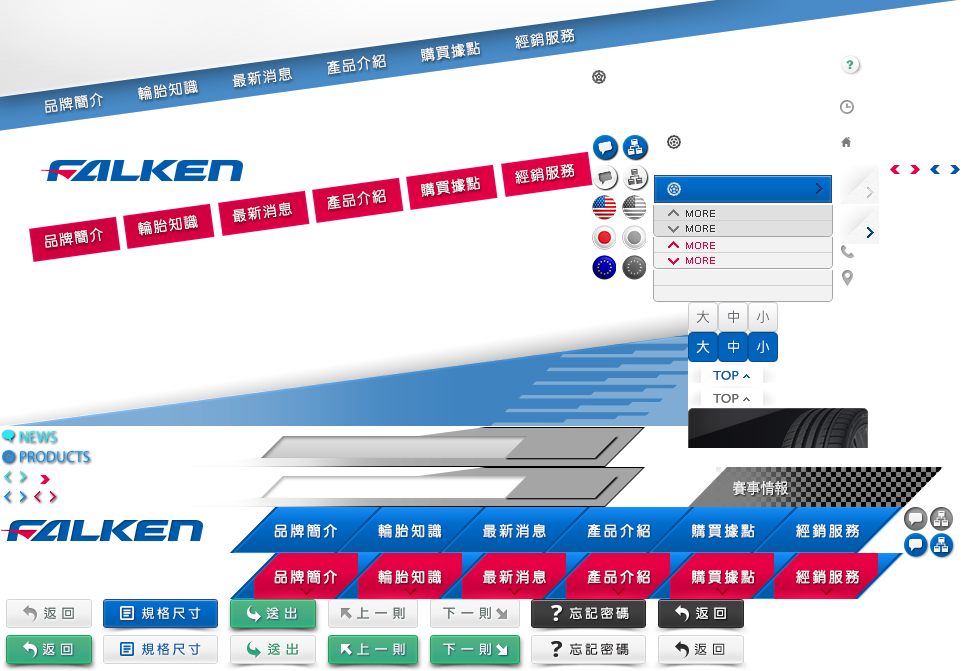 品牌簡介 輪胎知識 最新消息 產品介紹 購買據點 經銷服務
?
FALKEN
品牌簡介 輪胎知識 最新消息 產品介紹 購買據點 經銷服務
MORE
MORE
MORE
MORE
大 中 小
大 中 小
TOP
TOP
NEWS
PRODUCTS
賽事情報
FALKEN
品牌簡介 輪胎知識 最新消息 產品介紹 購買據點 經銷服務
品牌簡介 輪胎知識 最新消息 產品介紹 購買據點 經銷服務
返回 規格尺寸 送出 上一則 下一則 ? 忘記密碼 返回
返回 規格尺寸 送出 上一則 下一則 ? 忘記密碼 返回